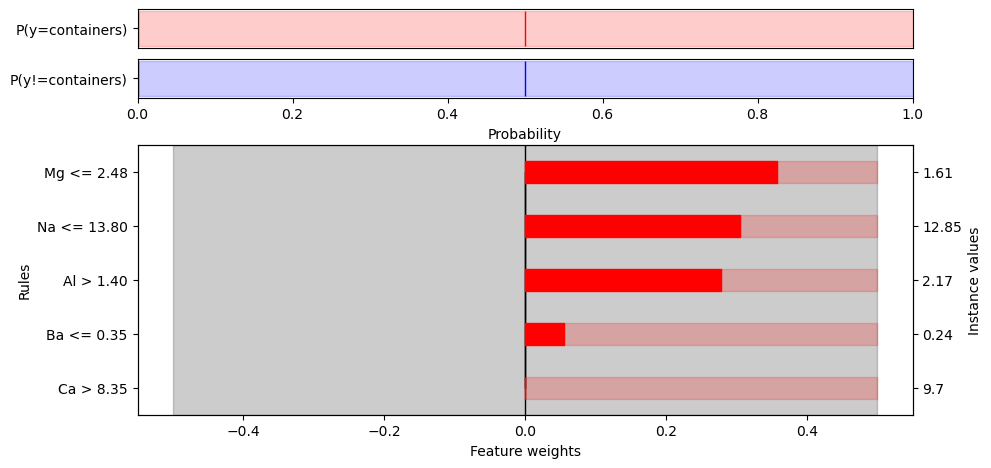 P(y=containers)
P(y!=containers)
0.0 0.2 0.4 0.6 0.8 1.0
Probability
Mg <= 2.48 1.61
Na <= 13.80 12.85
Al > 1.40 2.17
Ba <= 0.35 0.24
Ca > 8.35 9.7
Rules
Instance values
−0.4 −0.2 0.0 0.2 0.4
Feature weights